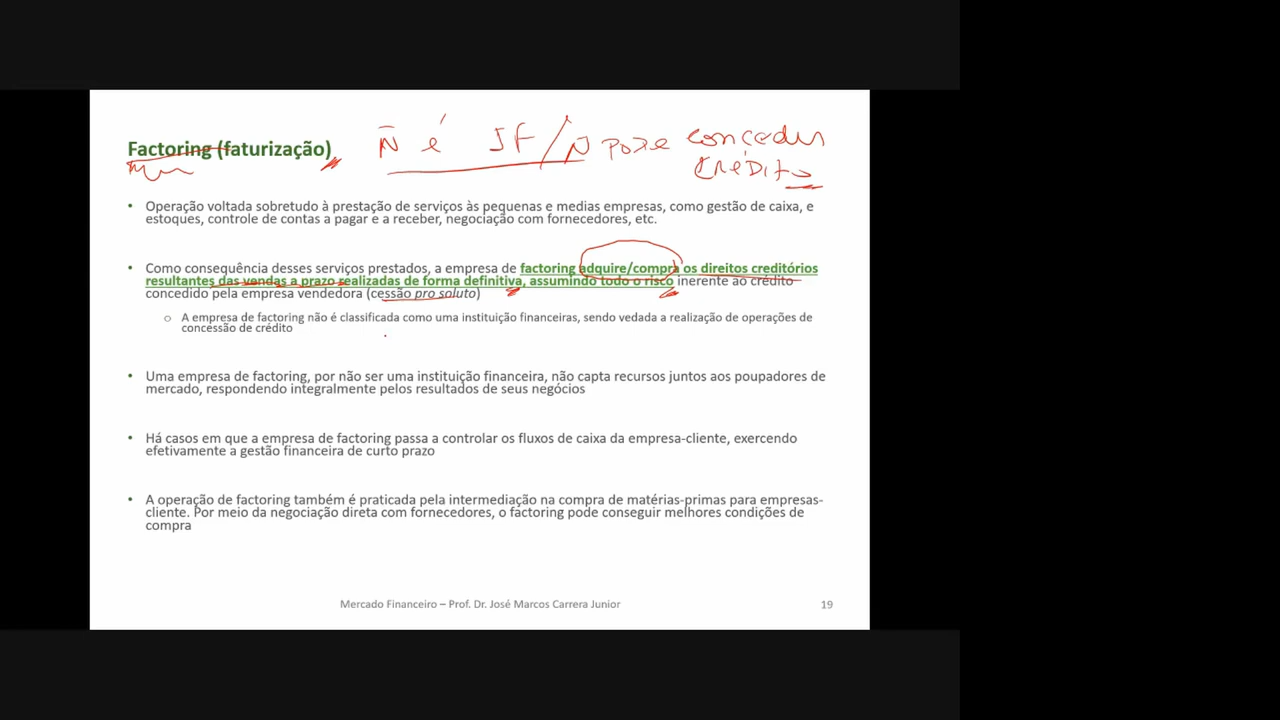 Factoring (faturização)
Ñ é IF / Ñ pode conceder
crédito
• Operação voltada sobretudo à prestação de serviços às pequenas e medias empresas, como gestão de caixa, e
estoques, controle de contas a pagar e a receber, negociação com fornecedores, etc.
• Como consequência desses serviços prestados, a empresa de factoring adquire/compra os direitos creditórios
resultantes das vendas a prazo realizadas de forma definitiva, assumindo todo o risco inerente ao crédito
concedido pela empresa vendedora (cessão pro soluto)
○ A empresa de factoring não é classificada como uma instituição financeiras, sendo vedada a realização de operações de
concessão de crédito
• Uma empresa de factoring, por não ser uma instituição financeira, não capta recursos juntos aos poupadores de
mercado, respondendo integralmente pelos resultados de seus negócios
• Há casos em que a empresa de factoring passa a controlar os fluxos de caixa da empresa-cliente, exercendo
efetivamente a gestão financeira de curto prazo
• A operação de factoring também é praticada pela intermediação na compra de matérias-primas para empresas-
cliente. Por meio da negociação direta com fornecedores, o factoring pode conseguir melhores condições de
compra
Mercado Financeiro – Prof. Dr. José Marcos Carrera Junior 19